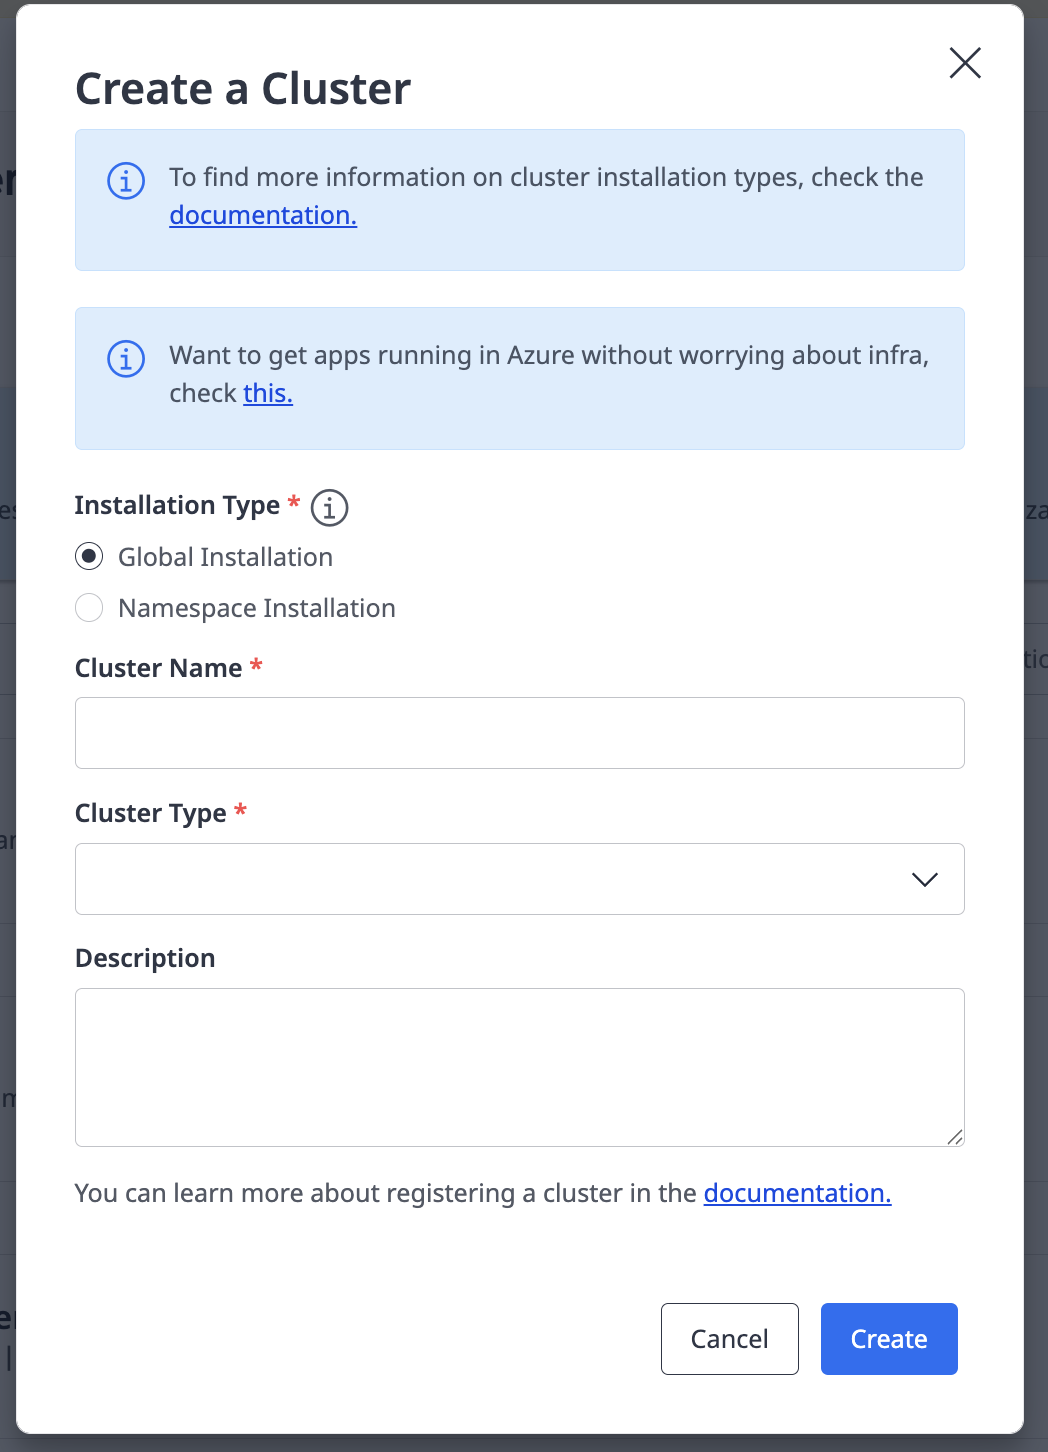 Create a Cluster
To find more information on cluster installation types, check the
documentation.
Want to get apps running in Azure without worrying about infra,
check this.
Installation Type *
Global Installation
Namespace Installation
Cluster Name *
Cluster Type *
Description
You can learn more about registering a cluster in the documentation.
Cancel
Create